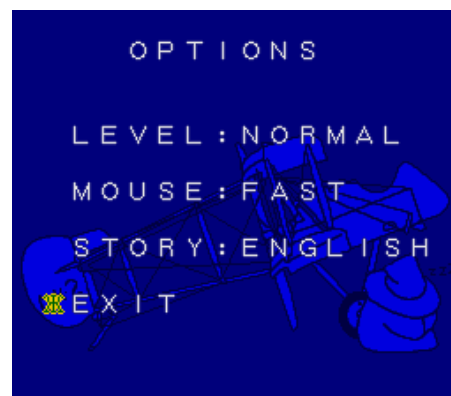 OPTIONS
LEVEL:NORMAL
MOUSE:FAST
STORY:ENGLISH
EXIT